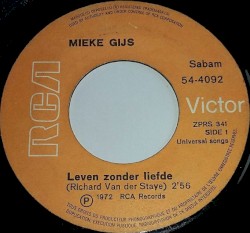 MIEKE GIJS
Sabam
54-4092
RCA
Victor
ZPRS 341
SIDE 1
Universal songs
Leven zonder liefde
(Richard Van der Staye) 2'56
℗ 1972 RCA Records